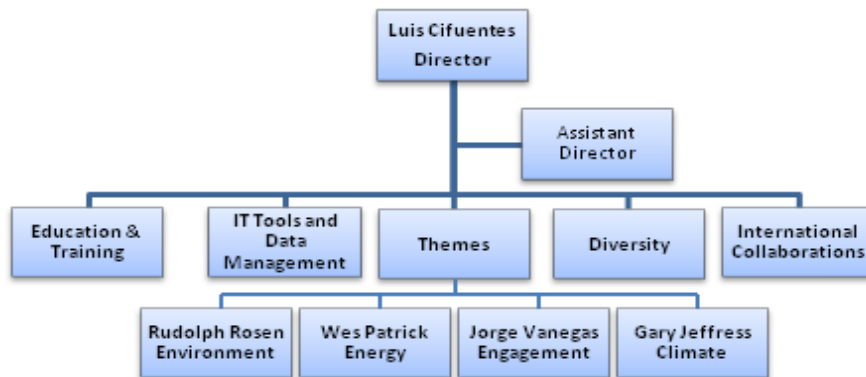 Luis Cifuentes
Director
Assistant
Director
Education &
Training
IT Tools and
Data
Management
Themes
Diversity
International
Collaborations
Rudolph Rosen
Environment
Wes Patrick
Energy
Jorge Vanegas
Engagement
Gary Jeffress
Climate